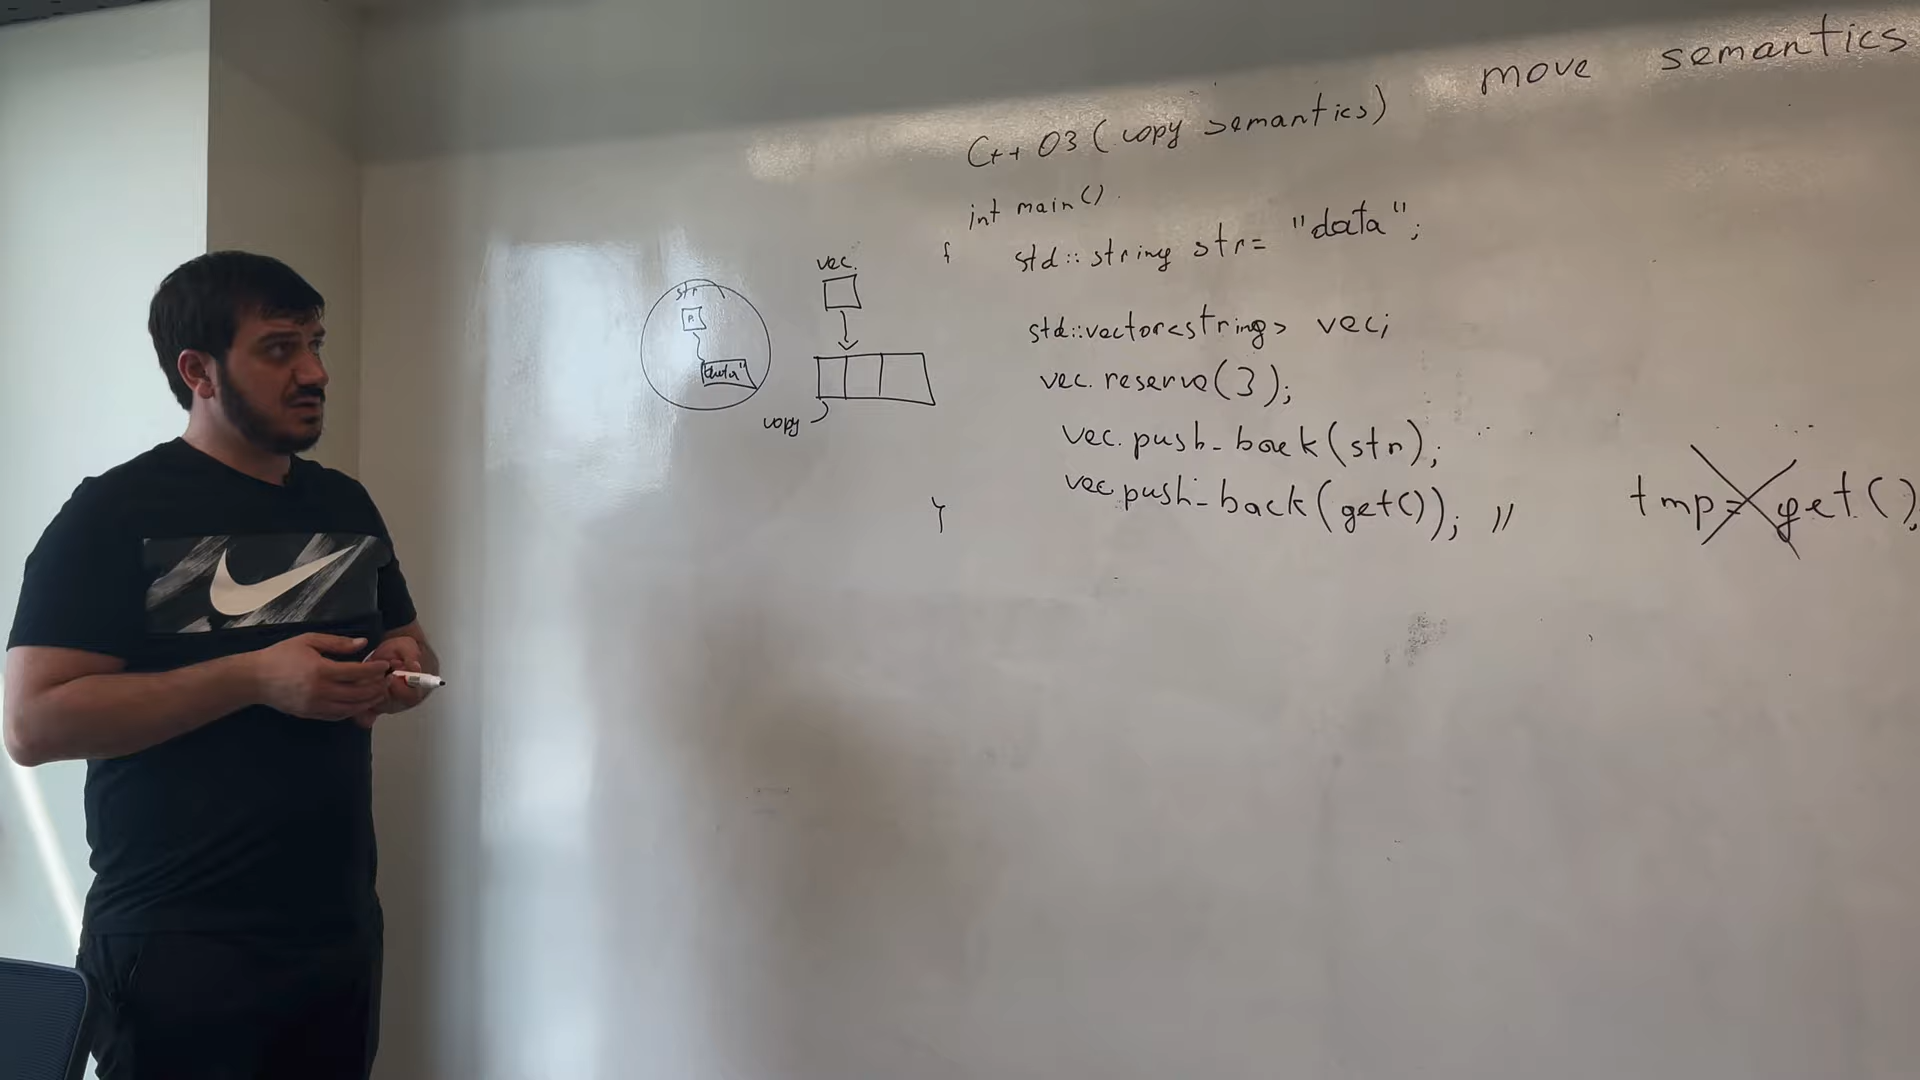 move semantics
C++ 03 (copy semantics)
int main()
{
std::string str= "data";
std::vector<string> vec;
vec.reserve(3);
vec.push_back(str);
vec.push_back(get()); // tmp = get();
}
str
P.
"data"
vec.
copy